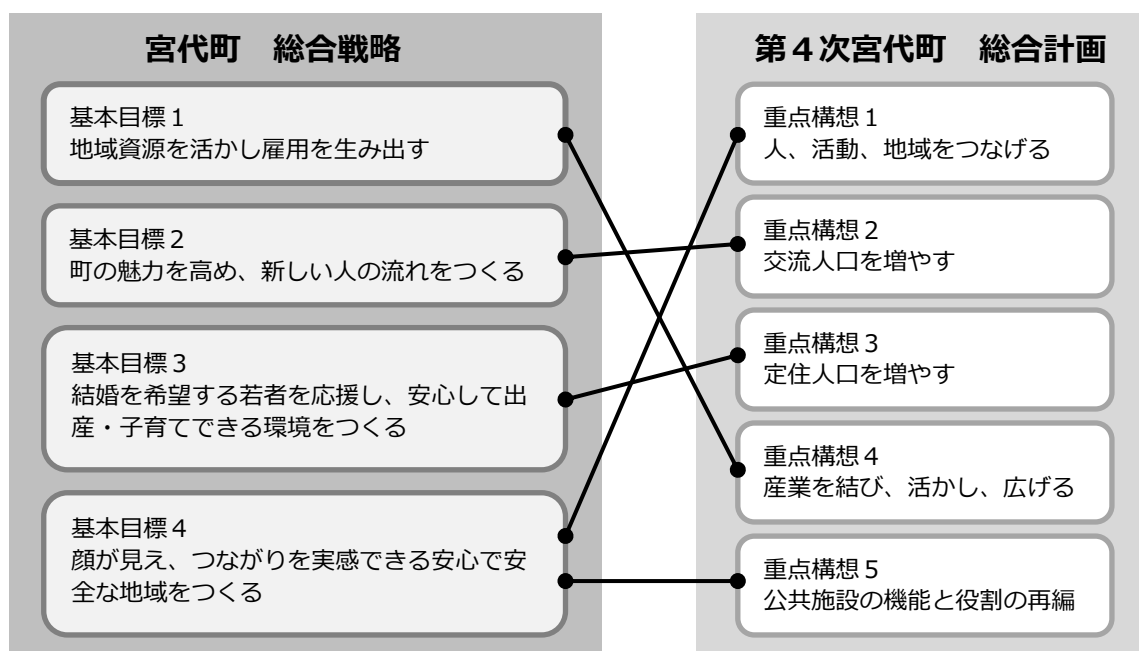 宮代町　総合戦略
基本目標１
地域資源を活かし雇用を生み出す
基本目標２
町の魅力を高め、新しい人の流れをつくる
基本目標３
結婚を希望する若者を応援し、安心して出
産・子育てできる環境をつくる
基本目標４
顔が見え、つながりを実感できる安心で安
全な地域をつくる
第４次宮代町　総合計画
重点構想１
人、活動、地域をつなげる
重点構想２
交流人口を増やす
重点構想３
定住人口を増やす
重点構想４
産業を結び、活かし、広げる
重点構想５
公共施設の機能と役割の再編